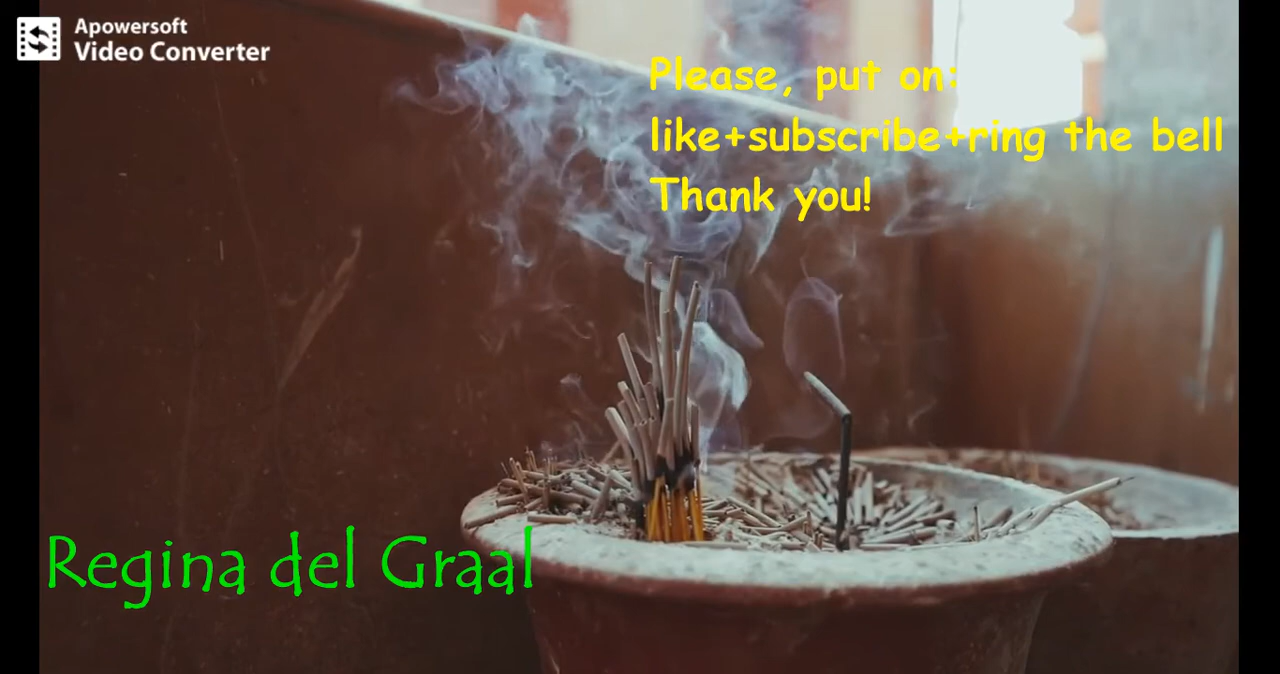 Apowersoft
Video Converter
Please, put on:
like+subscribe+ring the bell
Thank you!
Regina del Graal